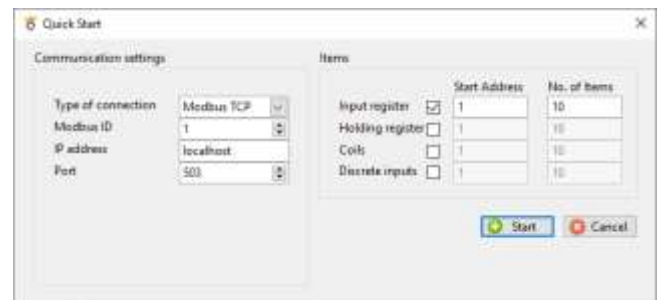 Quick Start
Communication settings
Type of connection Modbus TCP
Modbus ID 1
IP address localhost
Port 503
Items
Start Address No. of Items
Input register 1 10
Holding register 1 10
Coils 1 10
Discrete inputs 1 10
Start Cancel